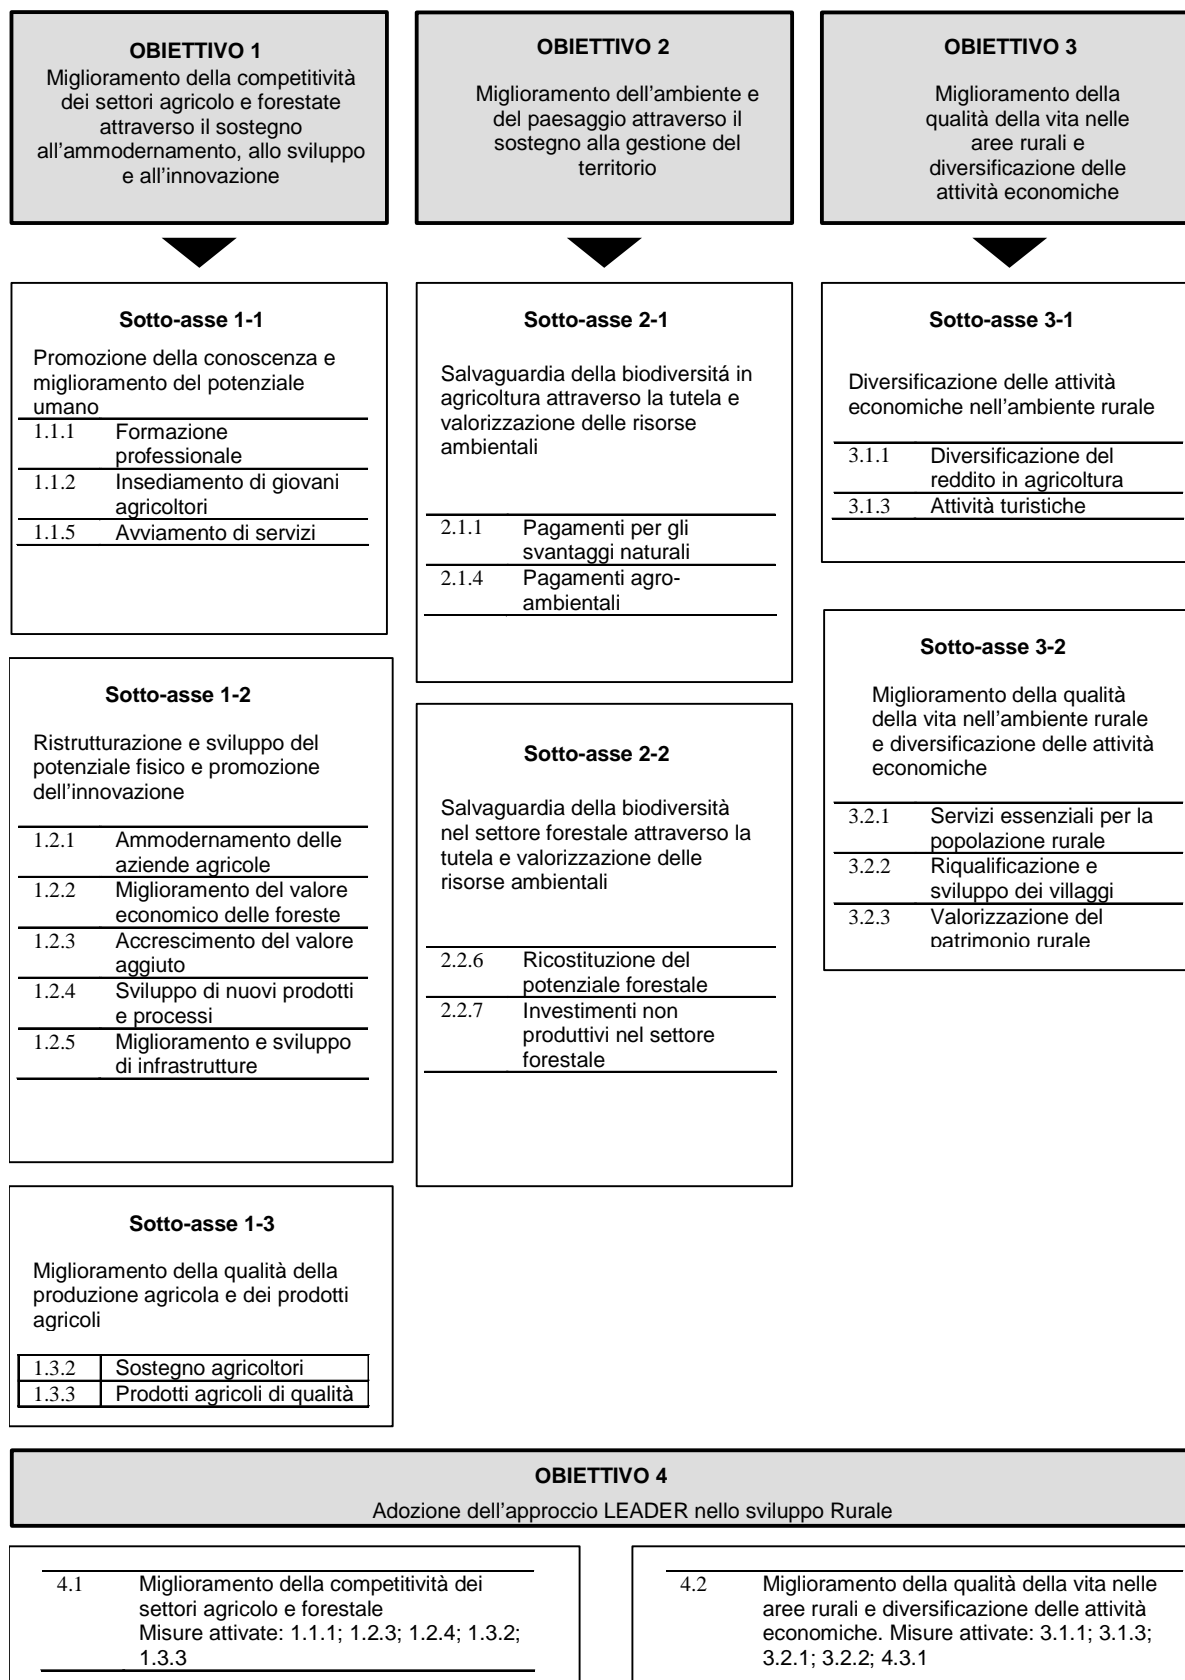 OBIETTIVO 1
Miglioramento della competitività
dei settori agricolo e forestate
attraverso il sostegno
all'ammodernamento, allo sviluppo
e all'innovazione
OBIETTIVO 2
Miglioramento dell'ambiente e
del paesaggio attraverso il
sostegno alla gestione del
territorio
OBIETTIVO 3
Miglioramento della
qualità della vita nelle
aree rurali e
diversificazione delle
attività economiche
Sotto-asse 1-1
Promozione della conoscenza e
miglioramento del potenziale
umano
1.1.1 Formazione
professionale
1.1.2 Insediamento di giovani
agricoltori
1.1.5 Avviamento di servizi
Sotto-asse 1-2
Ristrutturazione e sviluppo del
potenziale fisico e promozione
dell'innovazione
1.2.1 Ammodernamento delle
aziende agricole
1.2.2 Miglioramento del valore
economico delle foreste
1.2.3 Accrescimento del valore
aggiuto
1.2.4 Sviluppo di nuovi prodotti
e processi
1.2.5 Miglioramento e sviluppo
di infrastrutture
Sotto-asse 1-3
Miglioramento della qualità della
produzione agricola e dei prodotti
agricoli
1.3.2 Sostegno agricoltori
1.3.3 Prodotti agricoli di qualità
Sotto-asse 2-1
Salvaguardia della biodiversitá in
agricoltura attraverso la tutela e
valorizzazione delle risorse
ambientali
2.1.1 Pagamenti per gli
svantaggi naturali
2.1.4 Pagamenti agro-
ambientali
Sotto-asse 2-2
Salvaguardia della biodiversità
nel settore forestale attraverso la
tutela e valorizzazione delle
risorse ambientali
2.2.6 Ricostituzione del
potenziale forestale
2.2.7 Investimenti non
produttivi nel settore
forestale
Sotto-asse 3-1
Diversificazione delle attività
economiche nell'ambiente rurale
3.1.1 Diversificazione del
reddito in agricoltura
3.1.3 Attività turistiche
Sotto-asse 3-2
Miglioramento della qualità
della vita nell'ambiente rurale
e diversificazione delle attività
economiche
3.2.1 Servizi essenziali per la
popolazione rurale
3.2.2 Riqualificazione e
sviluppo dei villaggi
3.2.3 Valorizzazione del
patrimonio rurale
OBIETTIVO 4
Adozione dell'approccio LEADER nello sviluppo Rurale
4.1 Miglioramento della competitività dei
settori agricolo e forestale
Misure attivate: 1.1.1; 1.2.3; 1.2.4; 1.3.2;
1.3.3
4.2 Miglioramento della qualità della vita nelle
aree rurali e diversificazione delle attività
economiche. Misure attivate: 3.1.1; 3.1.3;
3.2.1; 3.2.2; 4.3.1